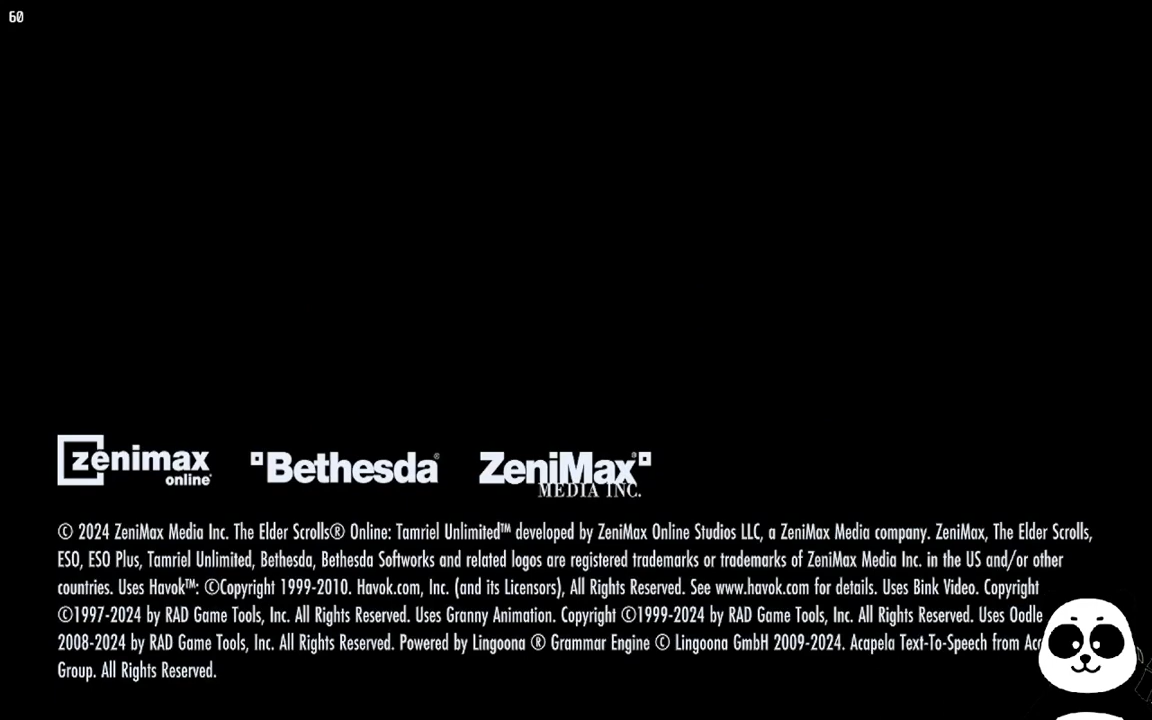 60
zenimax
online®
Bethesda®
ZeniMax®
MEDIA INC.
© 2024 ZeniMax Media Inc. The Elder Scrolls® Online: Tamriel Unlimited™ developed by ZeniMax Online Studios LLC, a ZeniMax Media company. ZeniMax, The Elder Scrolls,
ESO, ESO Plus, Tamriel Unlimited, Bethesda, Bethesda Softworks and related logos are registered trademarks or trademarks of ZeniMax Media Inc. in the US and/or other
countries. Uses Havok™: ©Copyright 1999-2010. Havok.com, Inc. (and its Licensors), All Rights Reserved. See www.havok.com for details. Uses Bink Video. Copyright
©1997-2024 by RAD Game Tools, Inc. All Rights Reserved. Uses Granny Animation. Copyright ©1999-2024 by RAD Game Tools, Inc. All Rights Reserved. Uses Oodle
2008-2024 by RAD Game Tools, Inc. All Rights Reserved. Powered by Lingoona ® Grammar Engine © Lingoona GmbH 2009-2024. Acapela Text-To-Speech from
Group. All Rights Reserved.